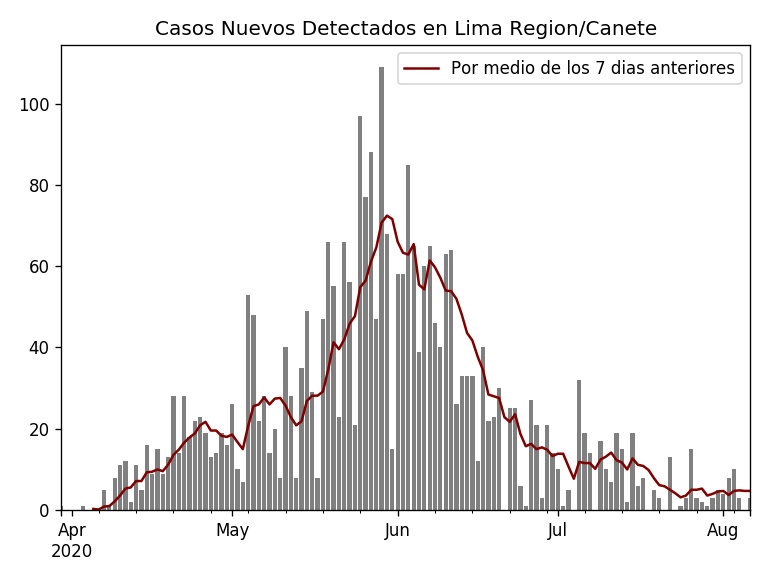 Casos Nuevos Detectados en Lima Region/Canete
Por medio de los 7 dias anteriores
100
80
60
40
20
0
Apr May Jun Jul Aug
2020